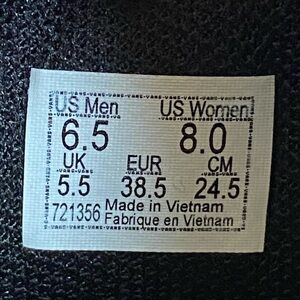 US Men US Women
6.5 8.0
UK EUR CM
5.5 38.5 24.5
721356 Made in Vietnam
Fabrique en Vietnam